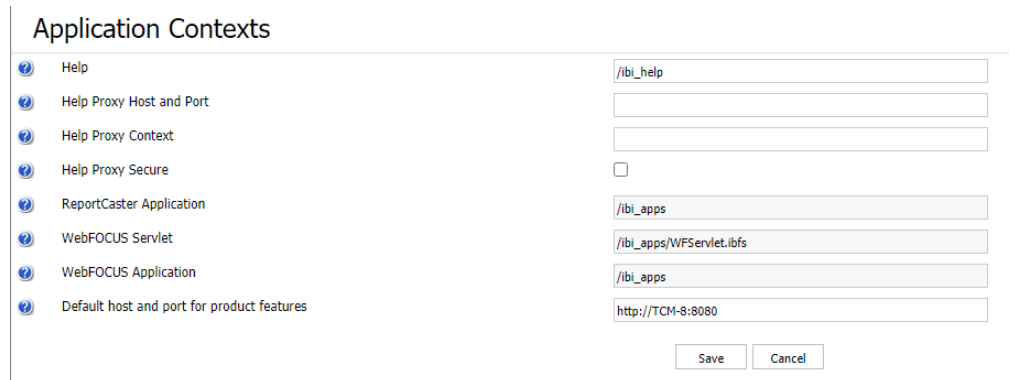 Application Contexts
Help
/ibi_help
Help Proxy Host and Port
Help Proxy Context
Help Proxy Secure
ReportCaster Application
/ibi_apps
WebFOCUS Servlet
/ibi_apps/WFServlet.ibfs
WebFOCUS Application
/ibi_apps
Default host and port for product features
http://TCM-8:8080
Save Cancel